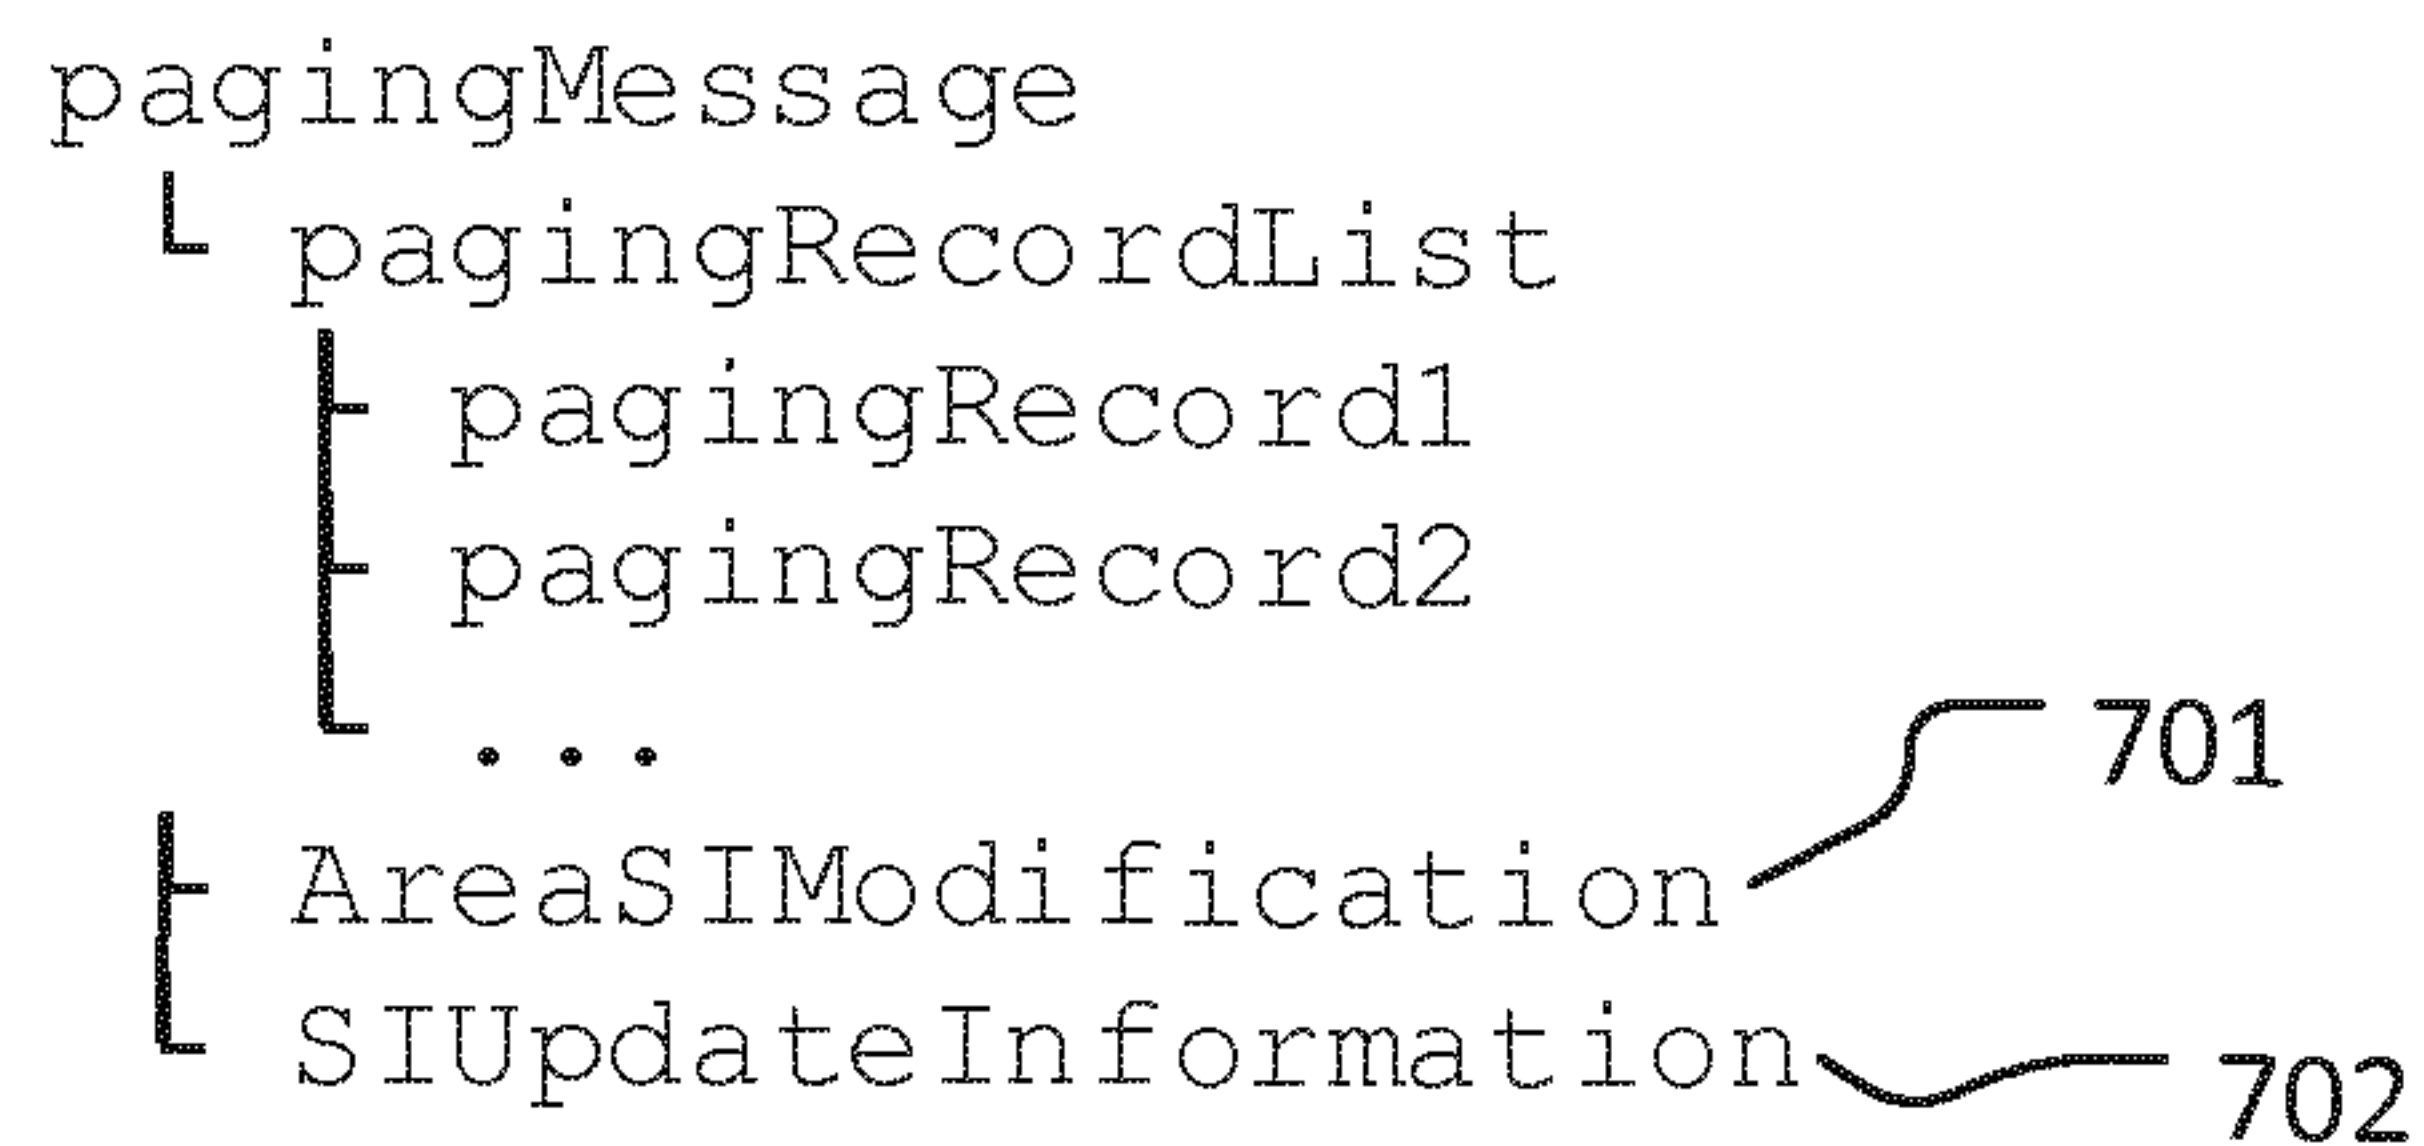 pagingMessage
pagingRecordList
pagingRecord1
pagingRecord2
...
701
AreaSIModification
SIUpdateInformation
702